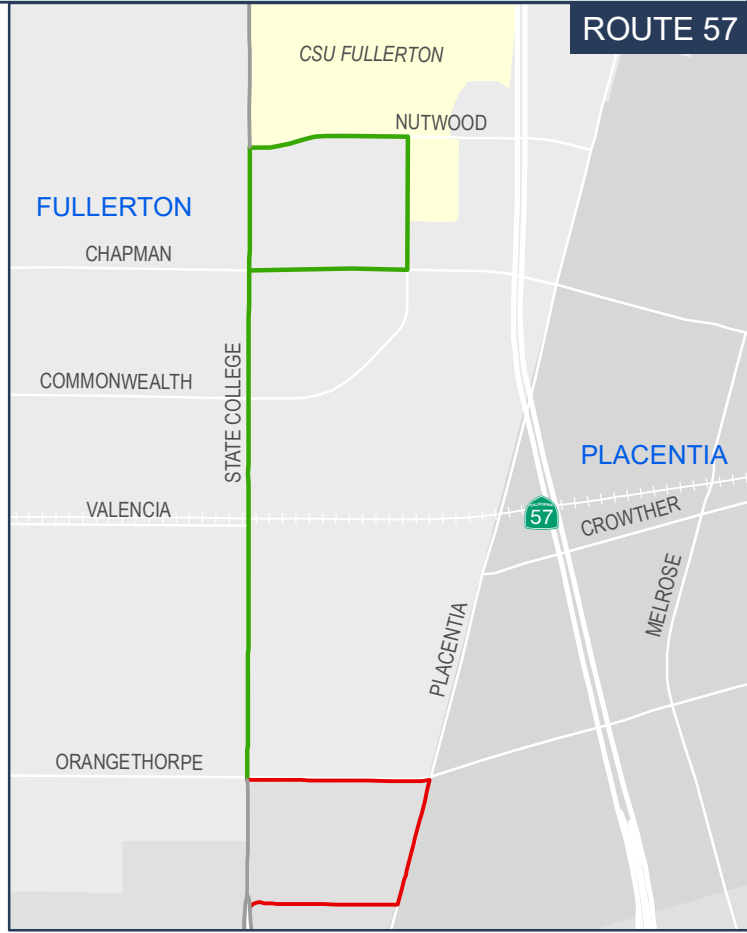 ROUTE 57
CSU FULLERTON
NUTWOOD
FULLERTON
CHAPMAN
COMMONWEALTH
STATE COLLEGE
PLACENTIA
VALENCIA
57
CROWTHER
MELROSE
PLACENTIA
ORANGETHORPE